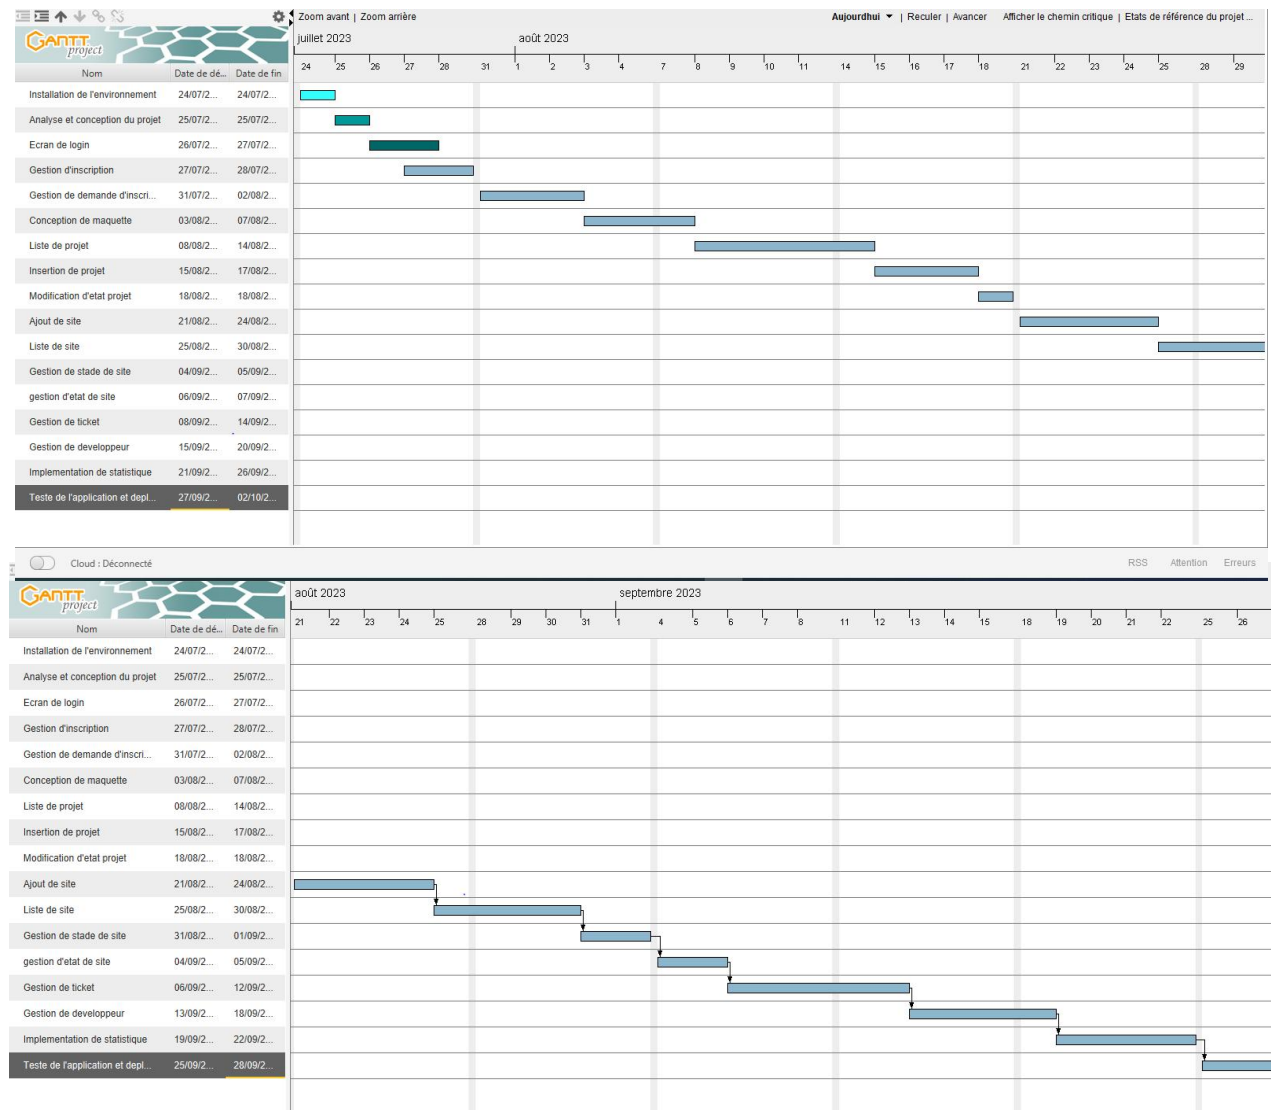 Zoom avant | Zoom arrière Aujourdhui | Reculer | Avancer Afficher le chemin critique | Etats de référence du projet ...
GANTT project
juillet 2023 août 2023
Nom Date de dé... Date de fin 24 25 26 27 28 31 1 2 3 4 7 8 9 10 11 14 15 16 17 18 21 22 23 24 25 28 29
Installation de l'environnement 24/07/2... 24/07/2...
Analyse et conception du projet 25/07/2... 25/07/2...
Ecran de login 26/07/2... 27/07/2...
Gestion d'inscription 27/07/2... 28/07/2...
Gestion de demande d'inscri... 31/07/2... 02/08/2...
Conception de maquette 03/08/2... 07/08/2...
Liste de projet 08/08/2... 14/08/2...
Insertion de projet 15/08/2... 17/08/2...
Modification d'etat projet 18/08/2... 18/08/2...
Ajout de site 21/08/2... 24/08/2...
Liste de site 25/08/2... 30/08/2...
Gestion de stade de site 04/09/2... 05/09/2...
gestion d'etat de site 06/09/2... 07/09/2...
Gestion de ticket 08/09/2... 14/09/2...
Gestion de developpeur 15/09/2... 20/09/2...
Implementation de statistique 21/09/2... 26/09/2...
Teste de l'application et depl... 27/09/2... 02/10/2...
Cloud : Déconnecté RSS Attention Erreurs
GANTT project
août 2023 septembre 2023
Nom Date de dé... Date de fin 21 22 23 24 25 28 29 30 31 1 4 5 6 7 8 11 12 13 14 15 18 19 20 21 22 25 26
Installation de l'environnement 24/07/2... 24/07/2...
Analyse et conception du projet 25/07/2... 25/07/2...
Ecran de login 26/07/2... 27/07/2...
Gestion d'inscription 27/07/2... 28/07/2...
Gestion de demande d'inscri... 31/07/2... 02/08/2...
Conception de maquette 03/08/2... 07/08/2...
Liste de projet 08/08/2... 14/08/2...
Insertion de projet 15/08/2... 17/08/2...
Modification d'etat projet 18/08/2... 18/08/2...
Ajout de site 21/08/2... 24/08/2...
Liste de site 25/08/2... 30/08/2...
Gestion de stade de site 31/08/2... 01/09/2...
gestion d'etat de site 04/09/2... 05/09/2...
Gestion de ticket 06/09/2... 12/09/2...
Gestion de developpeur 13/09/2... 18/09/2...
Implementation de statistique 19/09/2... 22/09/2...
Teste de l'application et depl... 25/09/2... 28/09/2...